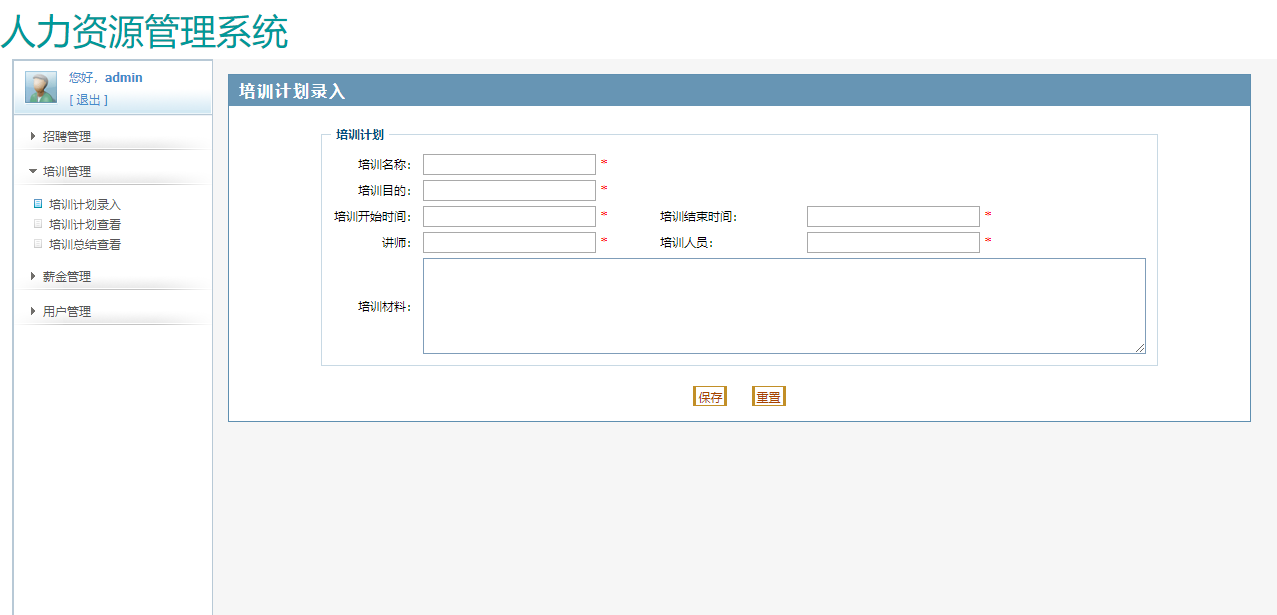 人力资源管理系统
您好，admin
[ 退出 ]
招聘管理
培训管理
培训计划录入
培训计划查看
培训总结查看
薪金管理
用户管理
培训计划录入
培训计划
培训名称： *
培训目的： *
培训开始时间： * 培训结束时间： *
讲师： * 培训人员： *
培训材料：
保存 重置